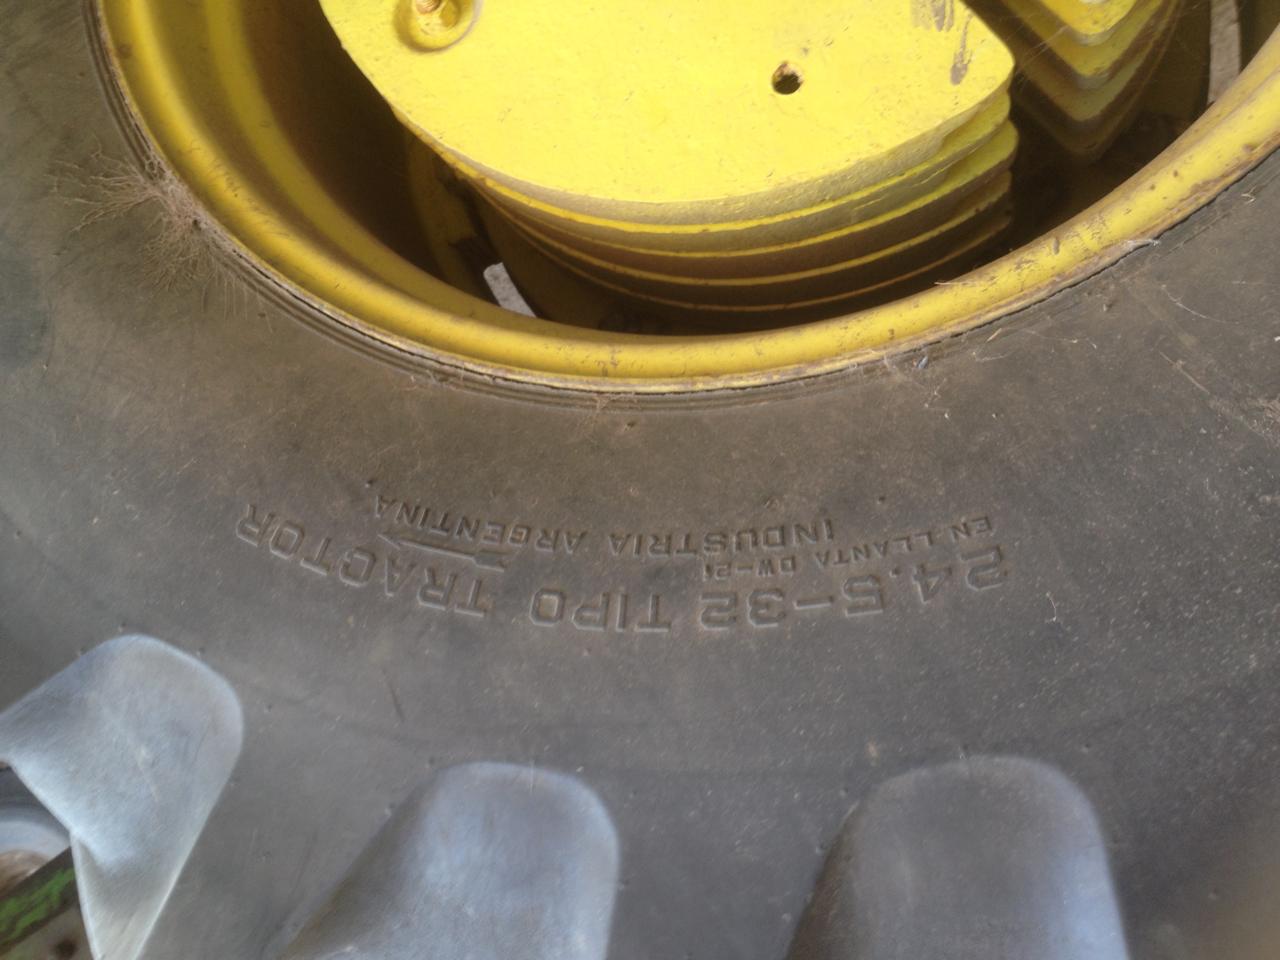 24.5-32 TIPO TRACTOR
EN LLANTA DW-21
INDUSTRIA ARGENTINA